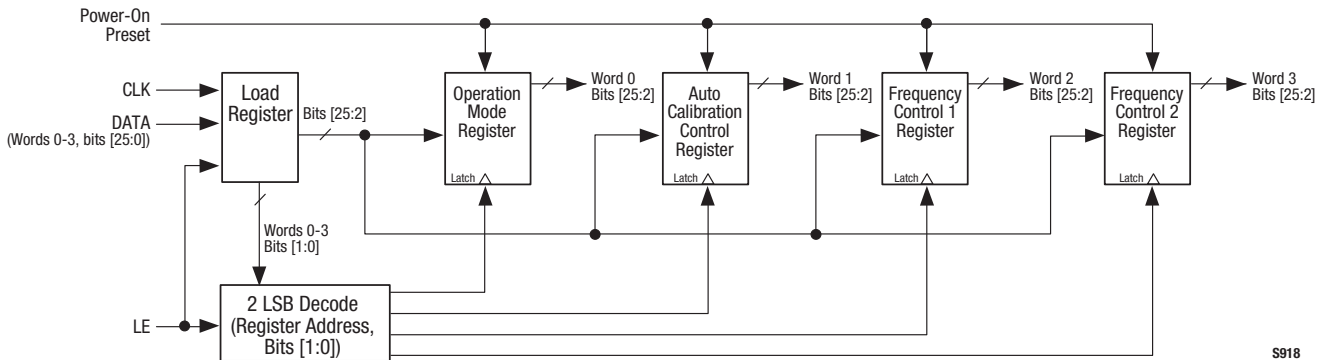 Power-On
Preset
CLK
DATA
(Words 0-3, bits [25:0])
Load
Register
Bits [25:2]
Operation
Mode
Register
Latch
Word 0
Bits [25:2]
Auto
Calibration
Control
Register
Latch
Word 1
Bits [25:2]
Frequency
Control 1
Register
Latch
Word 2
Bits [25:2]
Frequency
Control 2
Register
Latch
Word 3
Bits [25:2]
Words 0-3
Bits [1:0]
LE
2 LSB Decode
(Register Address,
Bits [1:0])
S918